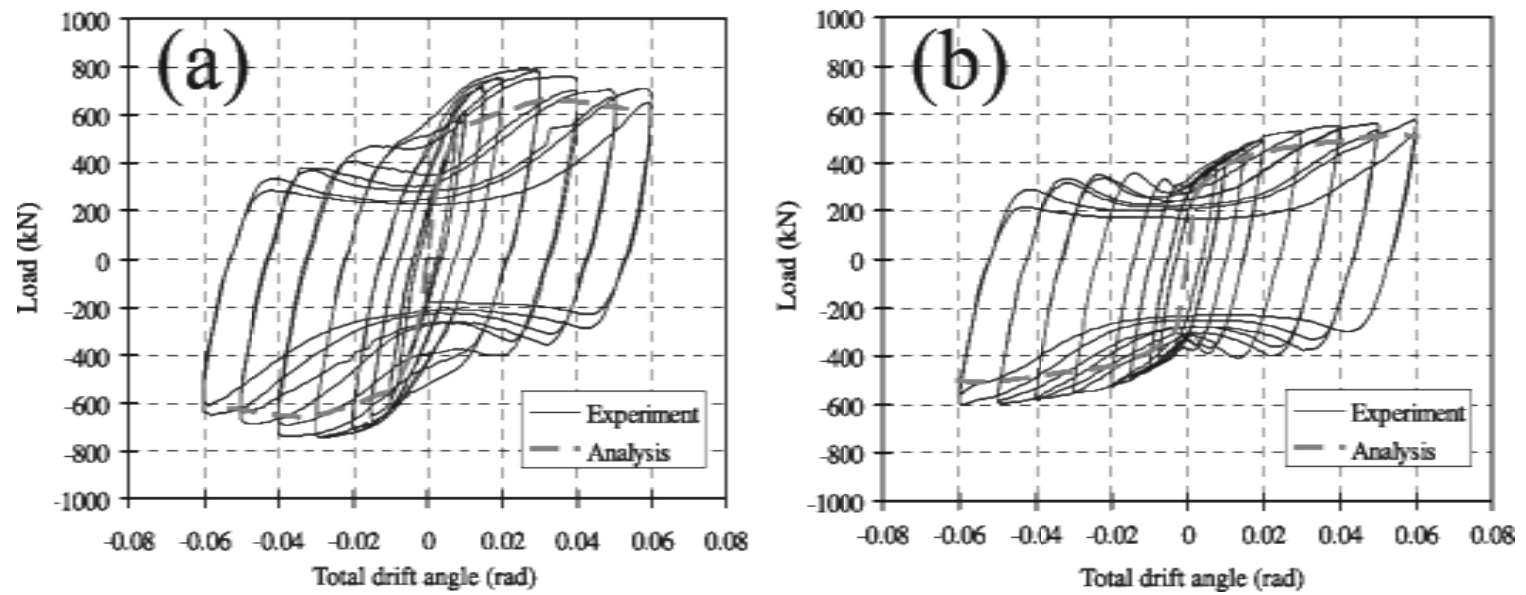 (a)
1000
800
600
400
200
0
-200
-400
-600
-800
-1000
Load (kN)
-0.08 -0.06 -0.04 -0.02 0 0.02 0.04 0.06 0.08
Total drift angle (rad)
Experiment
Analysis
(b)
1000
800
600
400
200
0
-200
-400
-600
-800
-1000
Load (kN)
-0.08 -0.06 -0.04 -0.02 0 0.02 0.04 0.06 0.08
Total drift angle (rad)
Experiment
Analysis